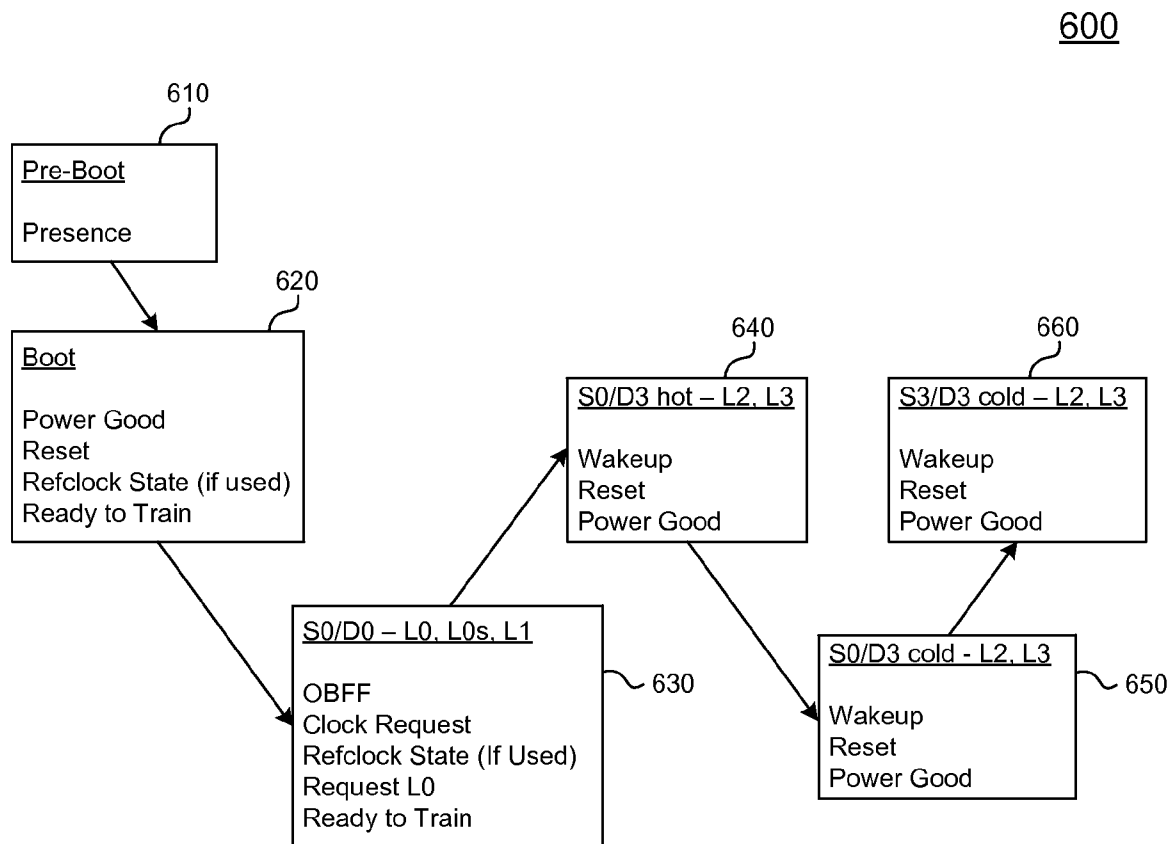 600
610
Pre-Boot
Presence
620
Boot
Power Good
Reset
Refclock State (if used)
Ready to Train
630
S0/D0 – L0, L0s, L1
OBFF
Clock Request
Refclock State (If Used)
Request L0
Ready to Train
640
S0/D3 hot – L2, L3
Wakeup
Reset
Power Good
650
S0/D3 cold - L2, L3
Wakeup
Reset
Power Good
660
S3/D3 cold – L2, L3
Wakeup
Reset
Power Good